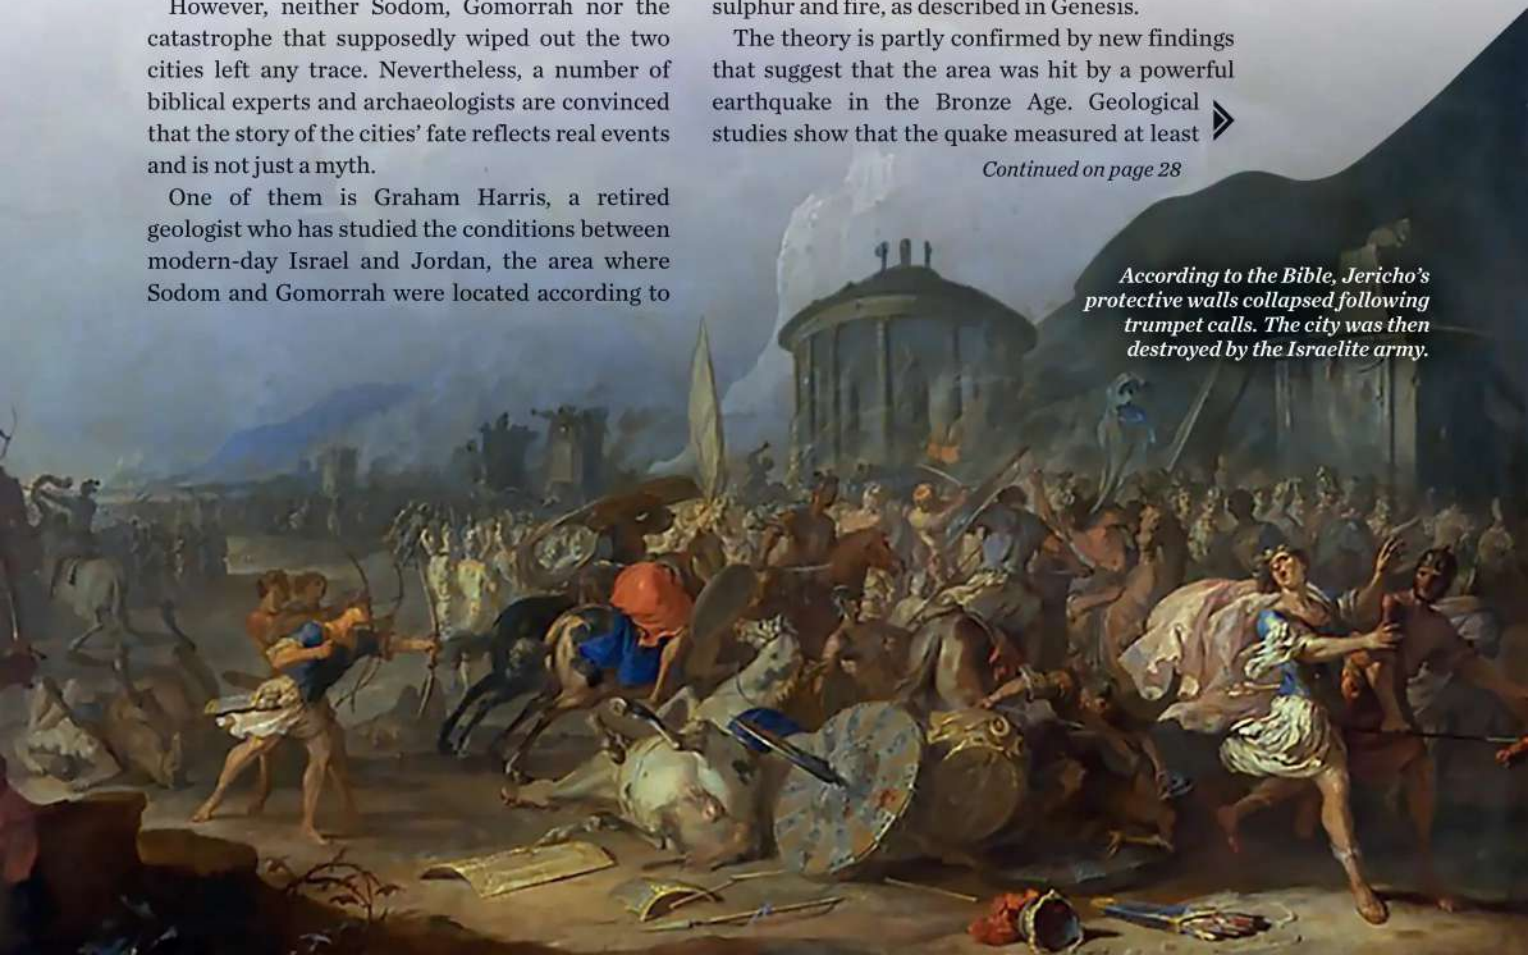 However, neither Sodom, Gomorrah nor the
catastrophe that supposedly wiped out the two
cities left any trace. Nevertheless, a number of
biblical experts and archaeologists are convinced
that the story of the cities’ fate reflects real events
and is not just a myth.
One of them is Graham Harris, a retired
geologist who has studied the conditions between
modern-day Israel and Jordan, the area where
Sodom and Gomorrah were located according to
sulphur and fire, as described in Genesis.
The theory is partly confirmed by new findings
that suggest that the area was hit by a powerful
earthquake in the Bronze Age. Geological
studies show that the quake measured at least
Continued on page 28
According to the Bible, Jericho’s
protective walls collapsed following
trumpet calls. The city was then
destroyed by the Israelite army.